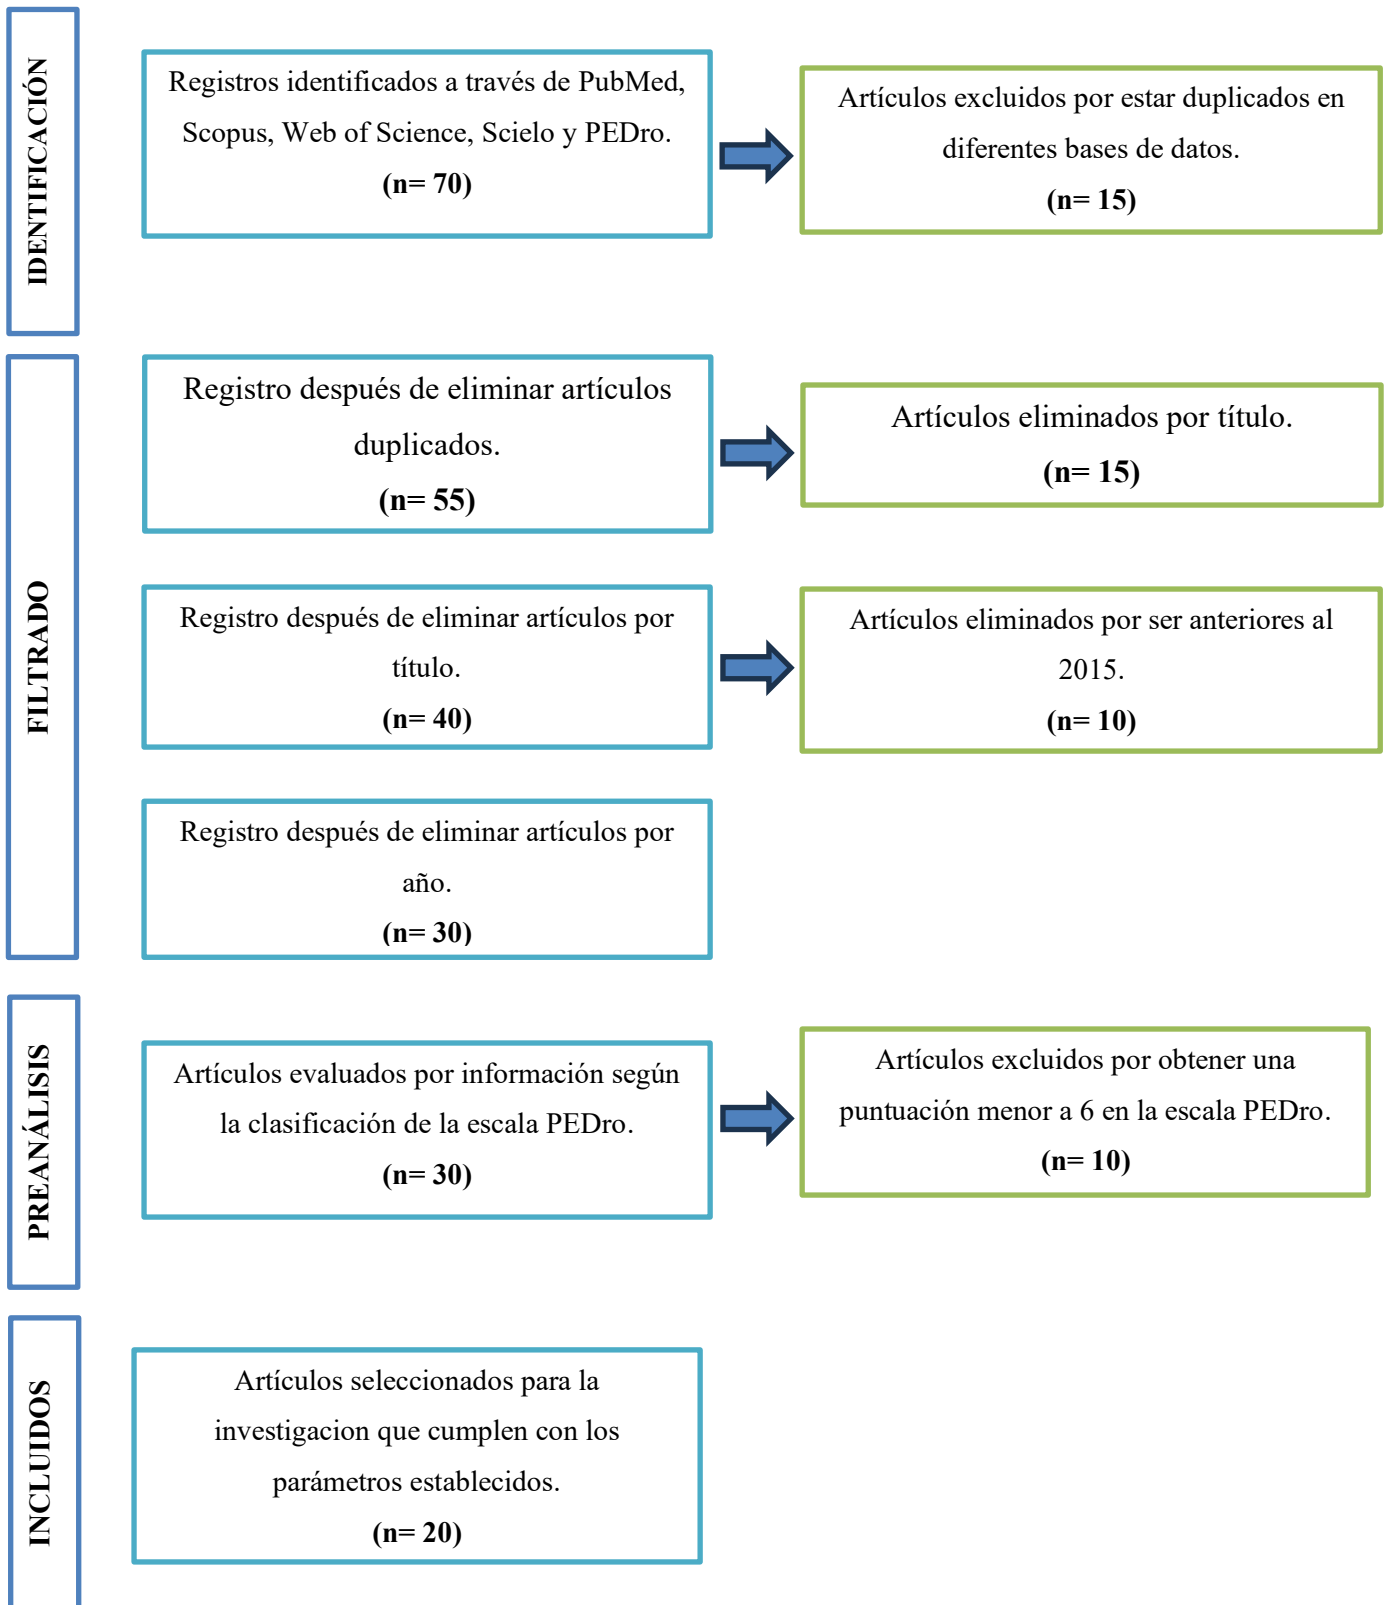 IDENTIFICACIÓN
Registros identificados a través de PubMed,
Scopus, Web of Science, Scielo y PEDro.
(n= 70)
Artículos excluidos por estar duplicados en
diferentes bases de datos.
(n= 15)
FILTRADO
Registro después de eliminar artículos
duplicados.
(n= 55)
Artículos eliminados por título.
(n= 15)
Registro después de eliminar artículos por
título.
(n= 40)
Artículos eliminados por ser anteriores al
2015.
(n= 10)
Registro después de eliminar artículos por
año.
(n= 30)
PREANÁLISIS
Artículos evaluados por información según
la clasificación de la escala PEDro.
(n= 30)
Artículos excluidos por obtener una
puntuación menor a 6 en la escala PEDro.
(n= 10)
INCLUIDOS
Artículos seleccionados para la
investigacion que cumplen con los
parámetros establecidos.
(n= 20)